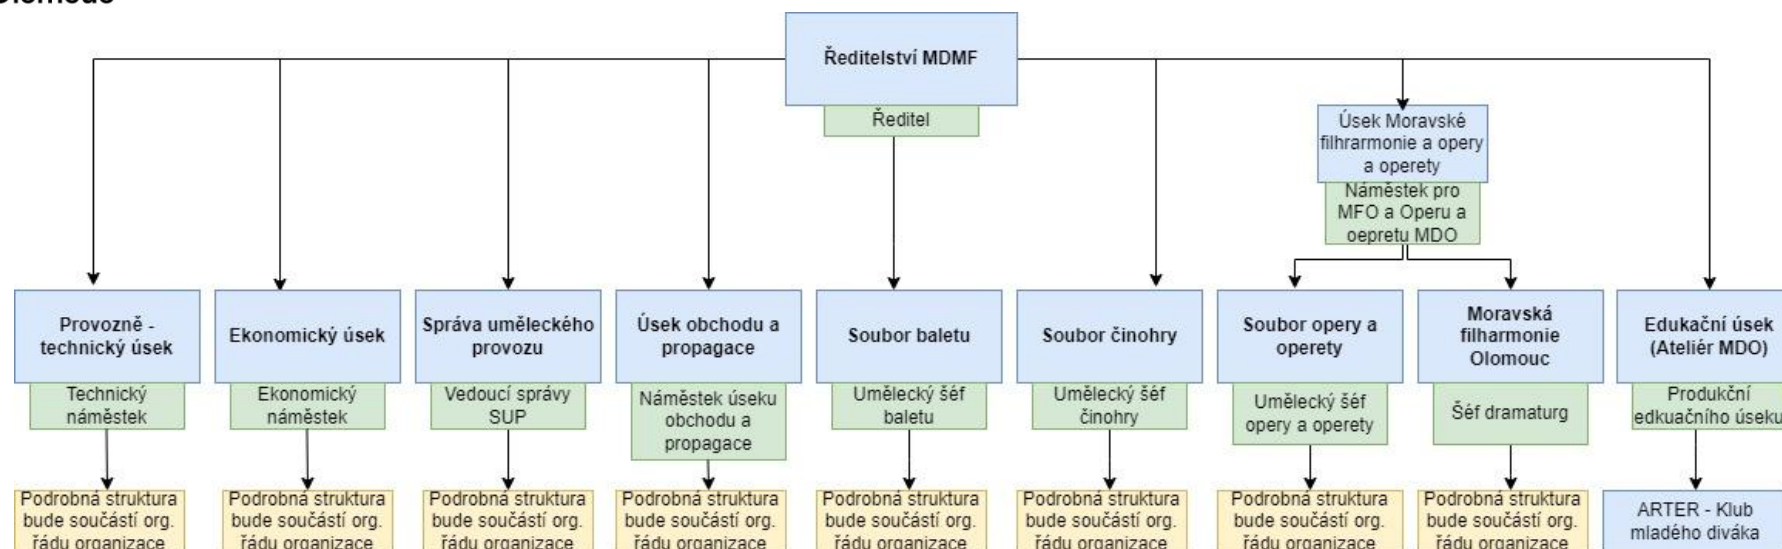 Ředitelství MDMF
Ředitel
Úsek Moravské
filhrarmonie a opery
a operety
Náměstek pro
MFO a Operu a
oepretu MDO
Provozně -
technický úsek
Technický
náměstek
Podrobná struktura
bude součástí org.
řádu organizace
Ekonomický úsek
Ekonomický
náměstek
Podrobná struktura
bude součástí org.
řádu organizace
Správa uměleckého
provozu
Vedoucí správy
SUP
Podrobná struktura
bude součástí org.
řádu organizace
Úsek obchodu a
propagace
Náměstek úseku
obchodu a
propagace
Podrobná struktura
bude součástí org.
řádu organizace
Soubor baletu
Umělecký šéf
baletu
Podrobná struktura
bude součástí org.
řádu organizace
Soubor činohry
Umělecký šéf
činohry
Podrobná struktura
bude součástí org.
řádu organizace
Soubor opery a
operety
Umělecký šéf
opery a operety
Podrobná struktura
bude součástí org.
řádu organizace
Moravská
filharmonie
Olomouc
Šéf dramaturg
Podrobná struktura
bude součástí org.
řádu organizace
Edukační úsek
(Ateliér MDO)
Produkční
edkuačního úseku
ARTER - Klub
mladého diváka